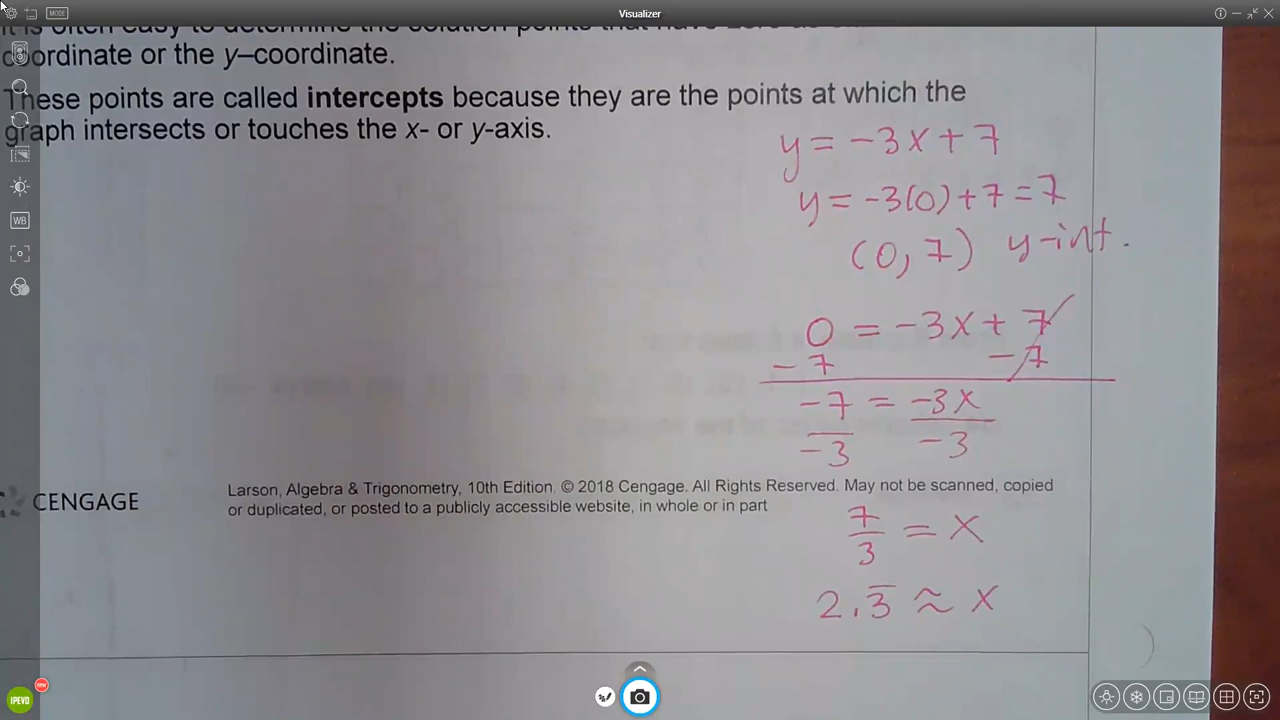 Visualizer
MODE
coordinate or the y–coordinate.
These points are called intercepts because they are the points at which the
graph intersects or touches the x- or y-axis.
y = -3x + 7
y = -3(0) + 7 = 7
(0, 7) y-int.
0 = -3x + 7
-7 -7
-7 = -3x
-3 -3
CENGAGE
Larson, Algebra & Trigonometry, 10th Edition. © 2018 Cengage. All Rights Reserved. May not be scanned, copied
or duplicated, or posted to a publicly accessible website, in whole or in part
7/3 = x
2.3̅ ≈ x
WB
IPEVO